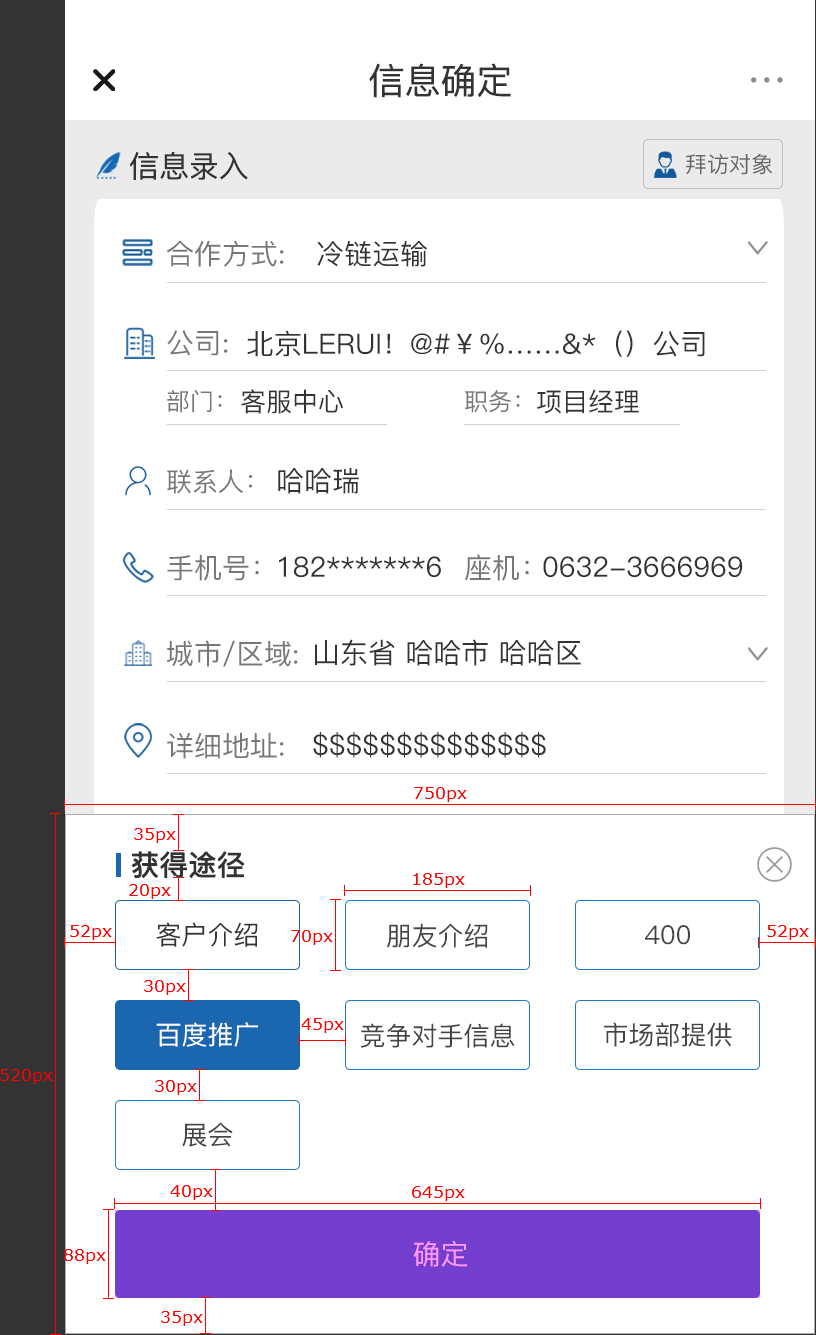 信息确定
信息录入
拜访对象
合作方式: 冷链运输
公司: 北京LERUI! @#￥%……&*（）公司
部门: 客服中心 职务: 项目经理
联系人: 哈哈瑞
手机号: 182*******6 座机: 0632-3666969
城市/区域: 山东省 哈哈市 哈哈区
详细地址: $$$$$$$$$$$$$$
750px
35px
获得途径
20px
185px
52px
客户介绍
70px
朋友介绍
400
52px
30px
百度推广
45px
竞争对手信息
市场部提供
520px
30px
展会
40px
645px
88px
确定
35px